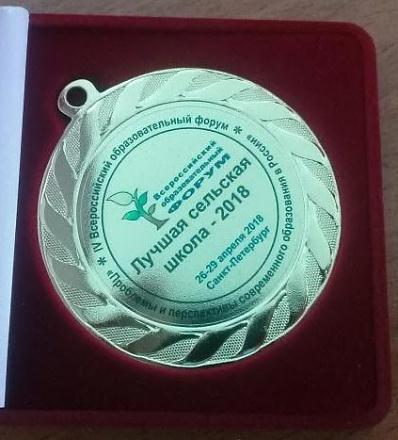 * IV Всероссийский образовательный форум *
«Проблемы и перспективы современного образования в России»
Всероссийский
образовательный
ФОРУМ
Лучшая сельская
школа - 2018
26-29 апреля 2018
Санкт-Петербург